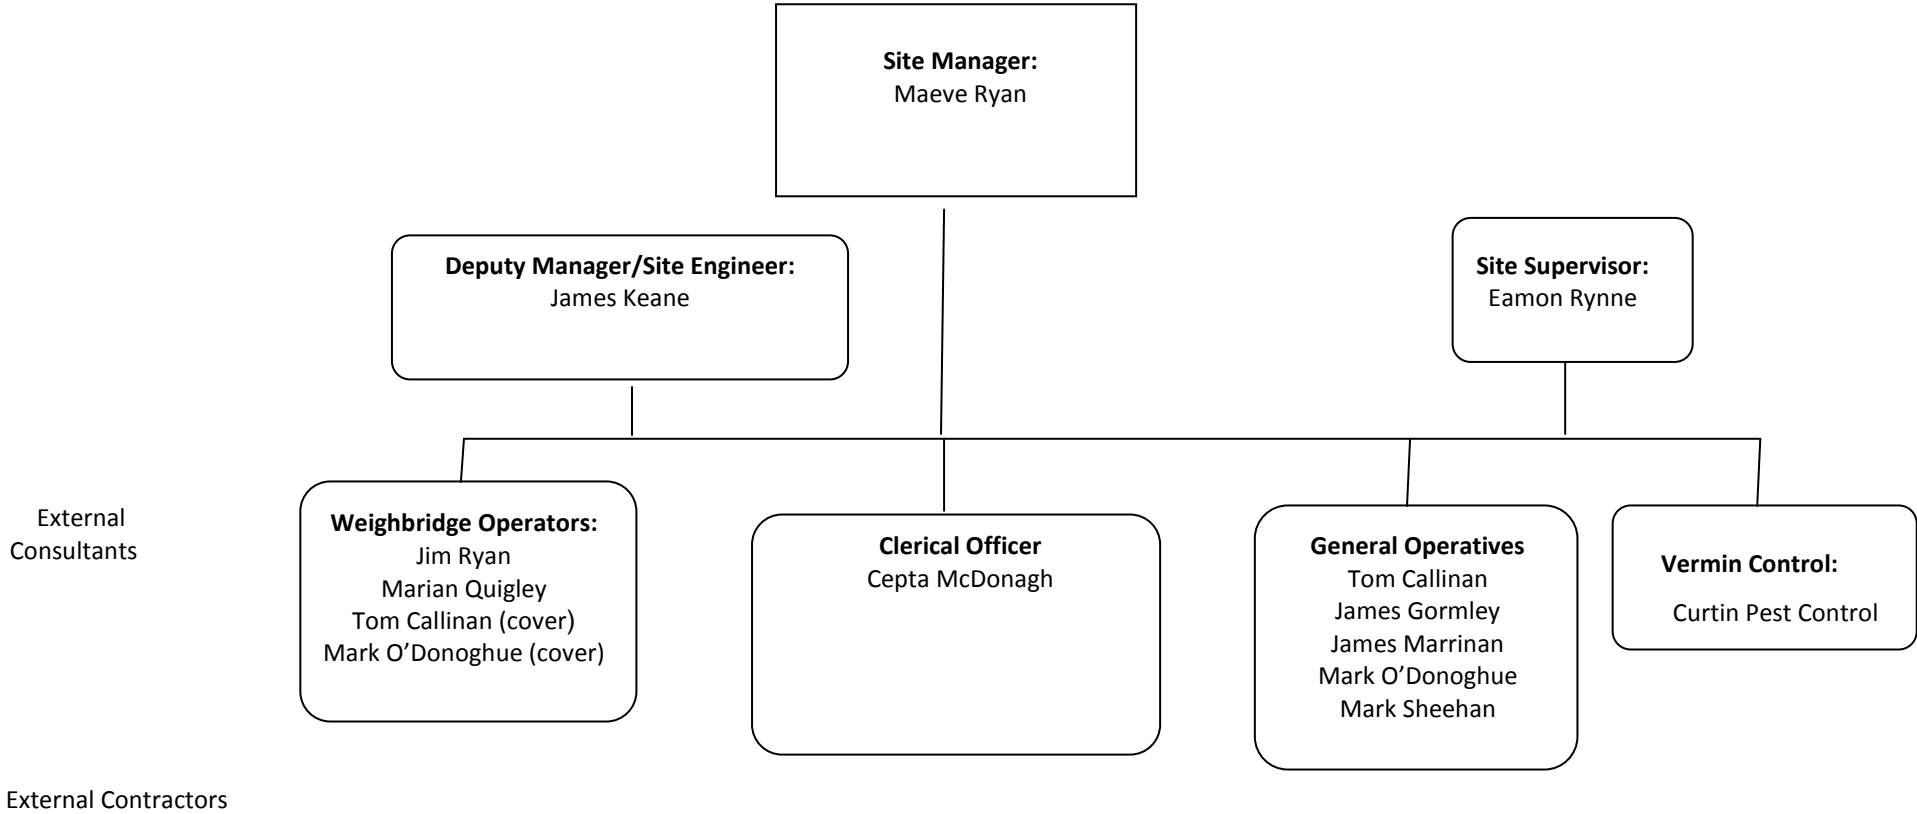 Site Manager:
Maeve Ryan
Deputy Manager/Site Engineer:
James Keane
Site Supervisor:
Eamon Rynne
External
Consultants
Weighbridge Operators:
Jim Ryan
Marian Quigley
Tom Callinan (cover)
Mark O’Donoghue (cover)
Clerical Officer
Cepta McDonagh
General Operatives
Tom Callinan
James Gormley
James Marrinan
Mark O’Donoghue
Mark Sheehan
Vermin Control:
Curtin Pest Control
External Contractors